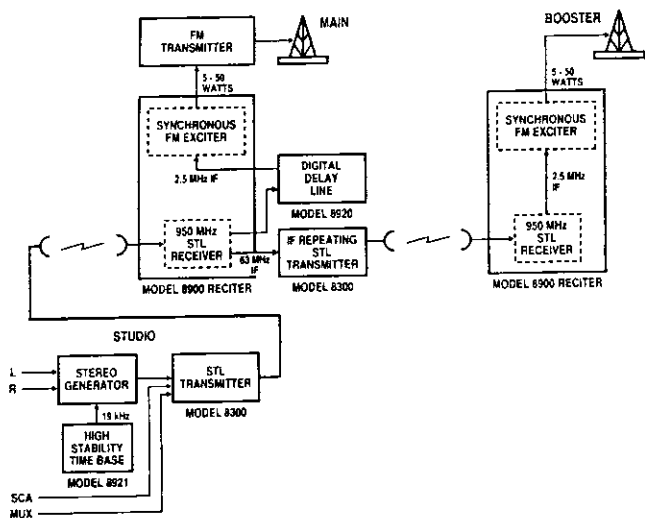 MAIN
FM
TRANSMITTER
5 - 50
WATTS
SYNCHRONOUS
FM EXCITER
2.5 MHz IF
DIGITAL
DELAY
LINE
MODEL 8920
950 MHz
STL
RECEIVER
63 MHz
IF
MODEL 8900 RECITER
IF REPEATING
STL
TRANSMITTER
MODEL 8300
BOOSTER
5-50
WATTS
SYNCHRONOUS
FM EXCITER
2.5 MHz
IF
950 MHz
STL
RECEIVER
MODEL 8900 RECITER
STUDIO
L
R
STEREO
GENERATOR
19 kHz
HIGH
STABILITY
TIME BASE
MODEL 8921
STL
TRANSMITTER
MODEL 8300
SCA
MUX